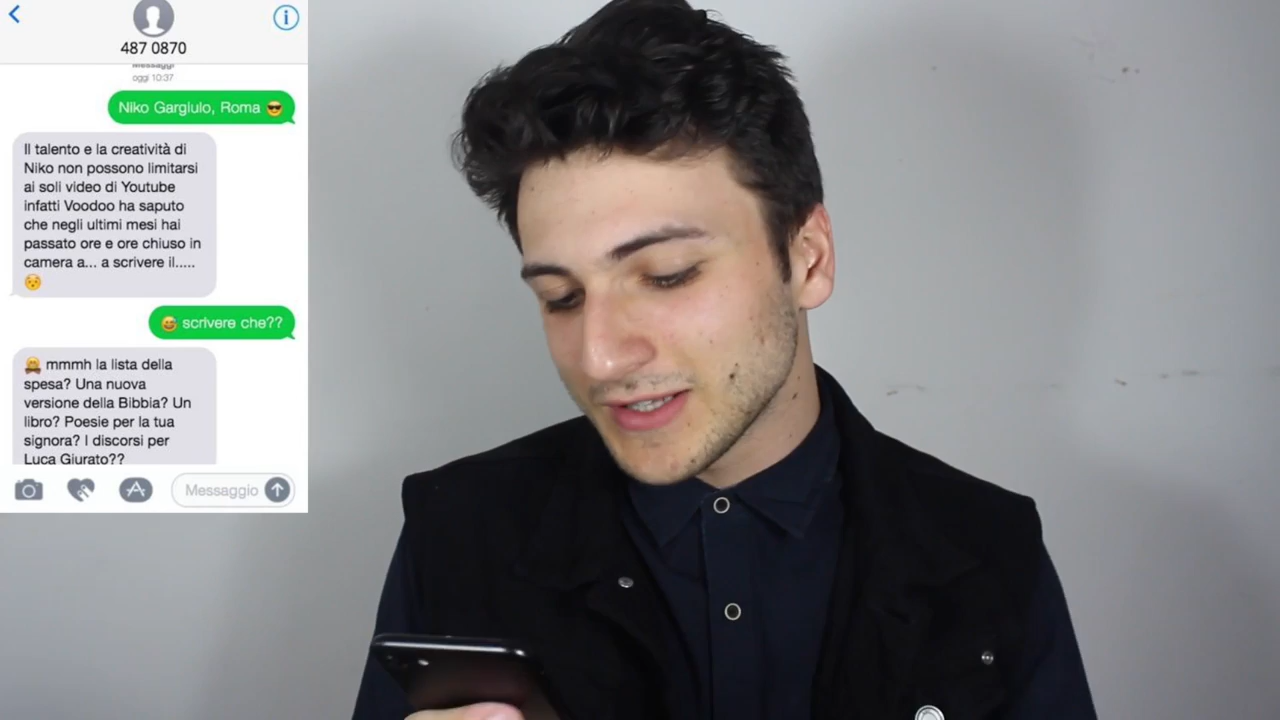 487 0870
Messaggi
oggi 10:37
Niko Gargiulo, Roma 😎
Il talento e la creatività di
Niko non possono limitarsi
ai soli video di Youtube
infatti Voodoo ha saputo
che negli ultimi mesi hai
passato ore e ore chiuso in
camera a... a scrivere il.....
😯
😅 scrivere che??
🙊 mmmh la lista della
spesa? Una nuova
versione della Bibbia? Un
libro? Poesie per la tua
signora? I discorsi per
Luca Giurato??
Messaggio